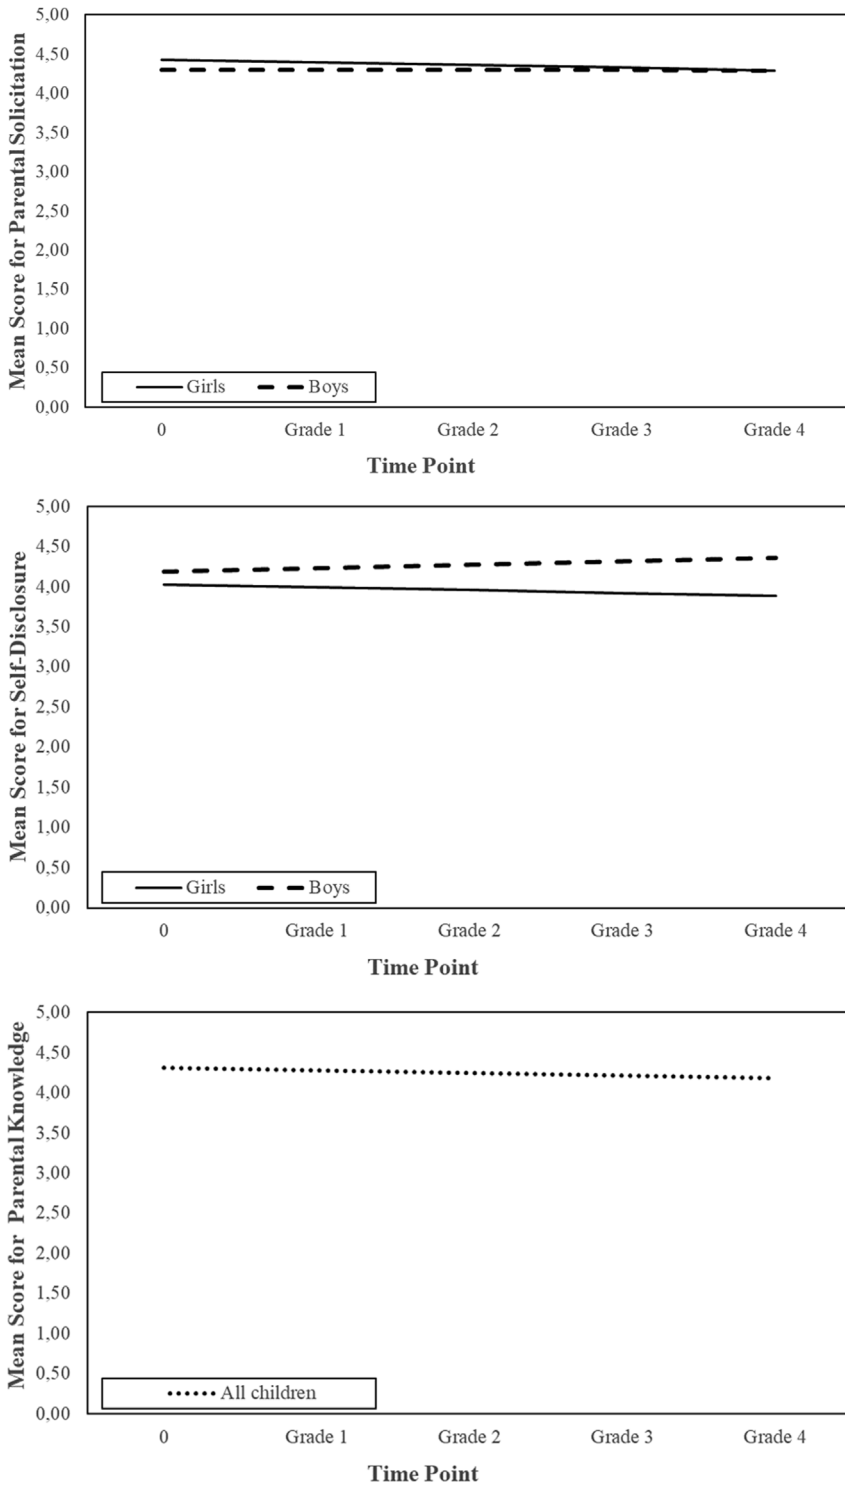 Mean Score for Parental Solicitation
5,00
4,50
4,00
3,50
3,00
2,50
2,00
1,50
1,00
0,50
0,00
Girls Boys
0 Grade 1 Grade 2 Grade 3 Grade 4
Time Point
Mean Score for Self-Disclosure
5,00
4,50
4,00
3,50
3,00
2,50
2,00
1,50
1,00
0,50
0,00
Girls Boys
0 Grade 1 Grade 2 Grade 3 Grade 4
Time Point
Mean Score for Parental Knowledge
5,00
4,50
4,00
3,50
3,00
2,50
2,00
1,50
1,00
0,50
0,00
All children
0 Grade 1 Grade 2 Grade 3 Grade 4
Time Point